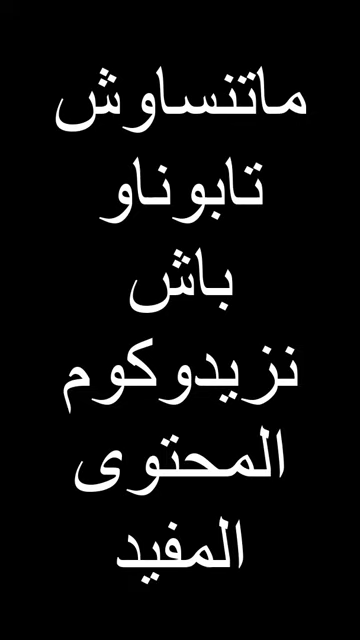 ماتنساوش
تابوناو
باش
نزيدوكوم
المحتوى
المفيد